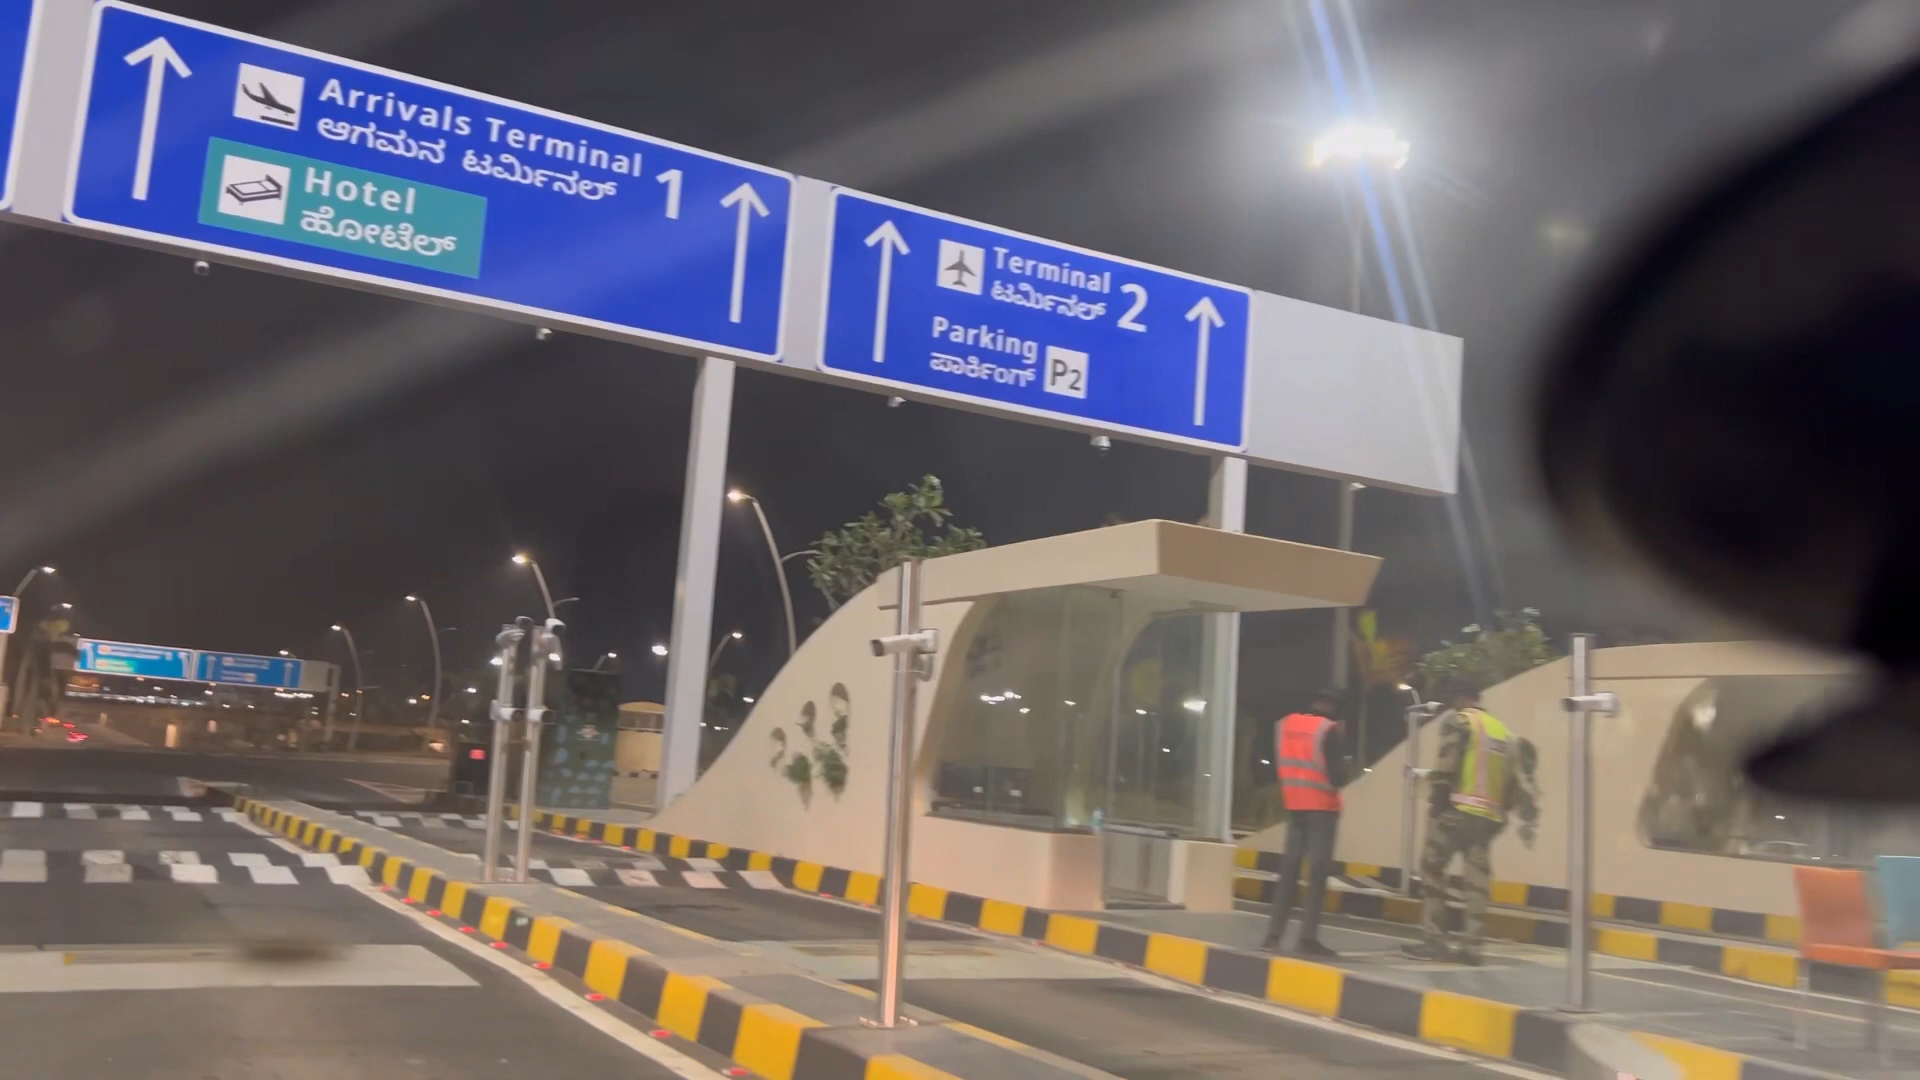 Arrivals Terminal 1
ಆಗಮನ ಟರ್ಮಿನಲ್
Hotel
ಹೋಟೆಲ್
Terminal 2
ಟರ್ಮಿನಲ್
Parking P2
ಪಾರ್ಕಿಂಗ್